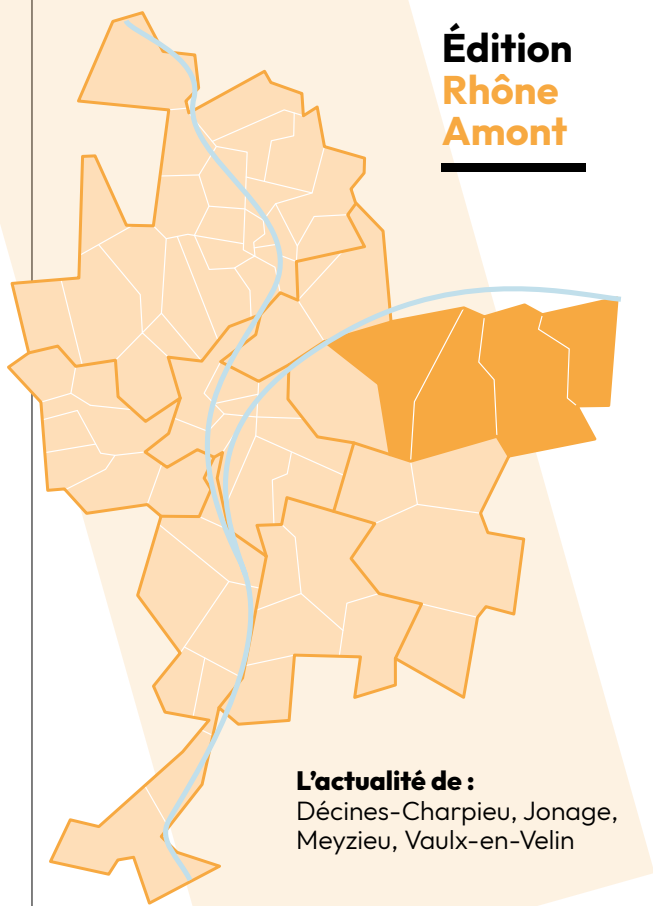 Édition
Rhône
Amont
L’actualité de :
Décines-Charpieu, Jonage,
Meyzieu, Vaulx-en-Velin